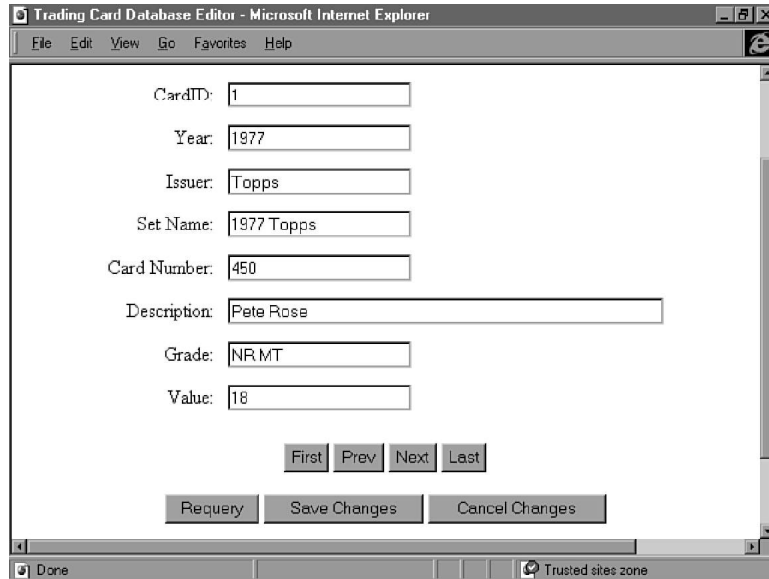 Trading Card Database Editor - Microsoft Internet Explorer
File Edit View Go Favorites Help
CardID: 1
Year: 1977
Issuer: Topps
Set Name: 1977 Topps
Card Number: 450
Description: Pete Rose
Grade: NR MT
Value: 18
First Prev Next Last
Requery Save Changes Cancel Changes
Done Trusted sites zone